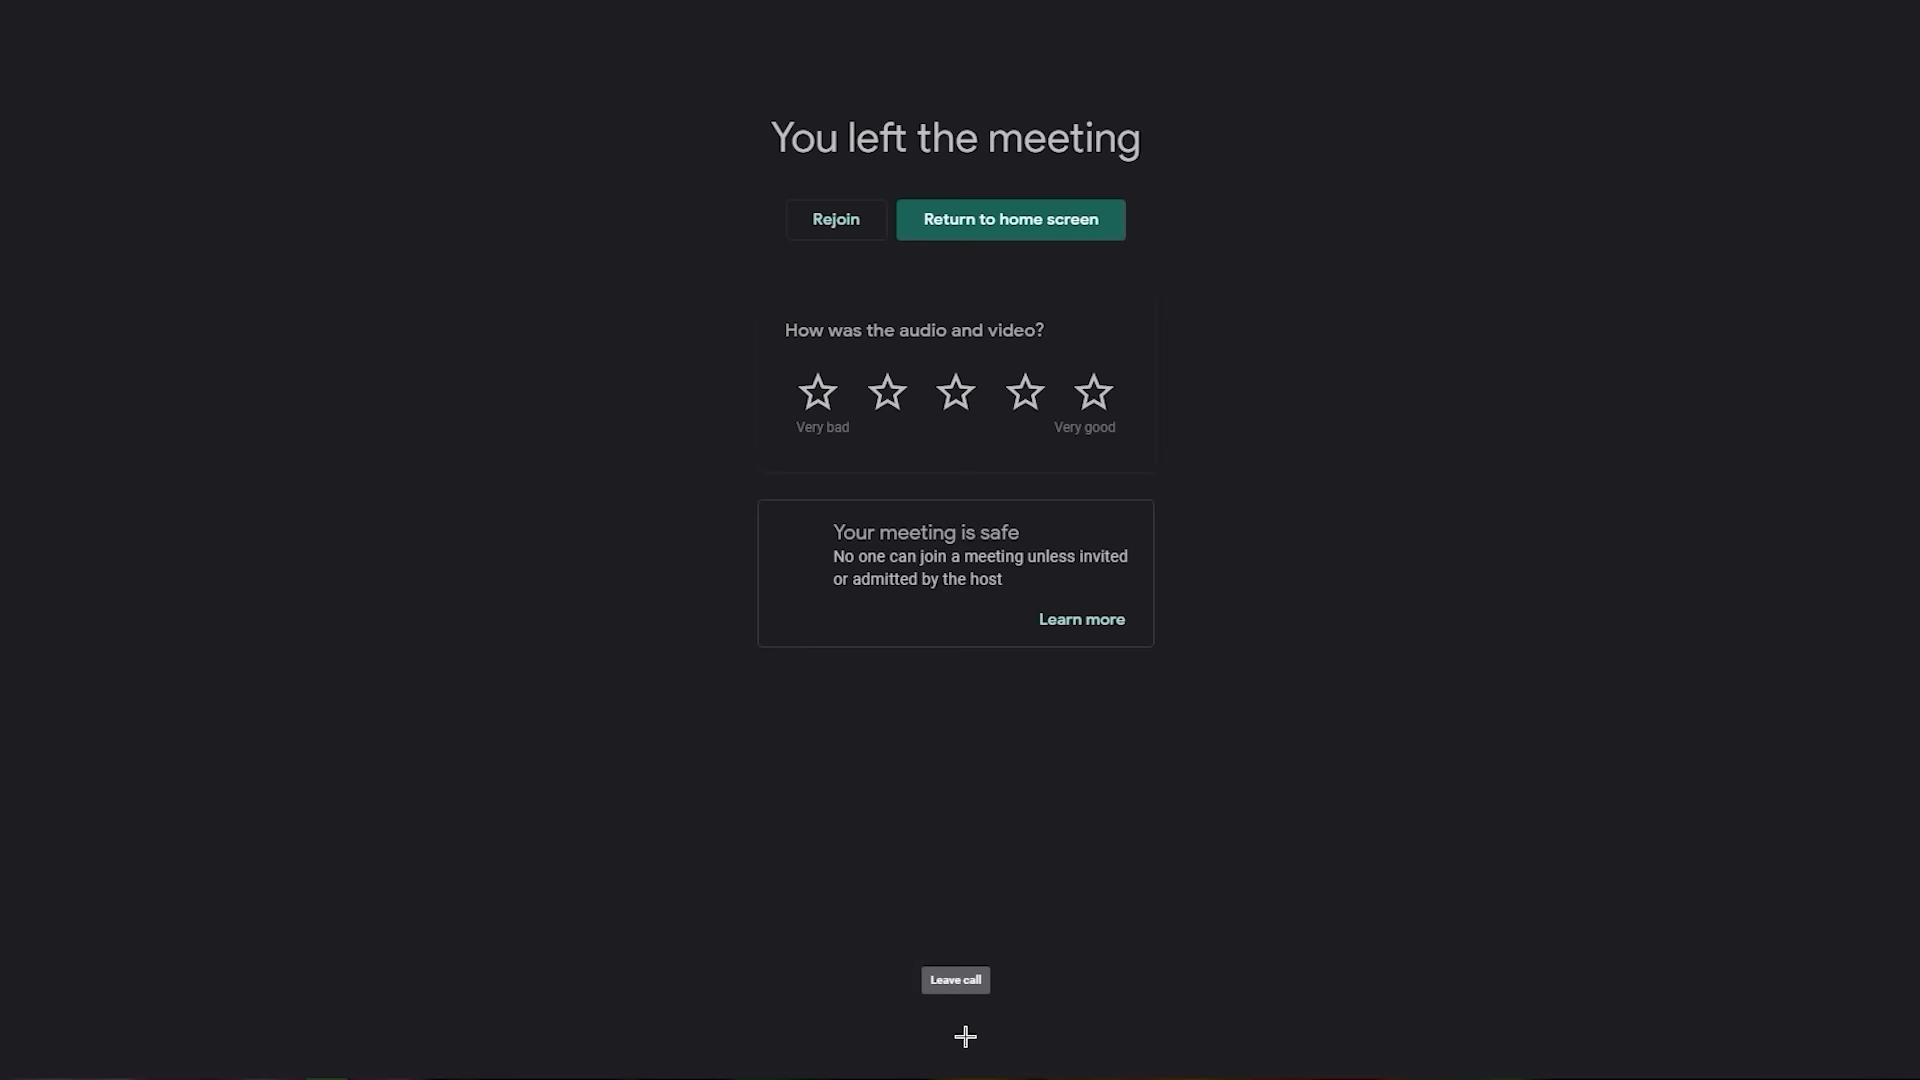 You left the meeting
Rejoin
Return to home screen
How was the audio and video?
Very bad
Very good
Your meeting is safe
No one can join a meeting unless invited
or admitted by the host
Learn more
Leave call